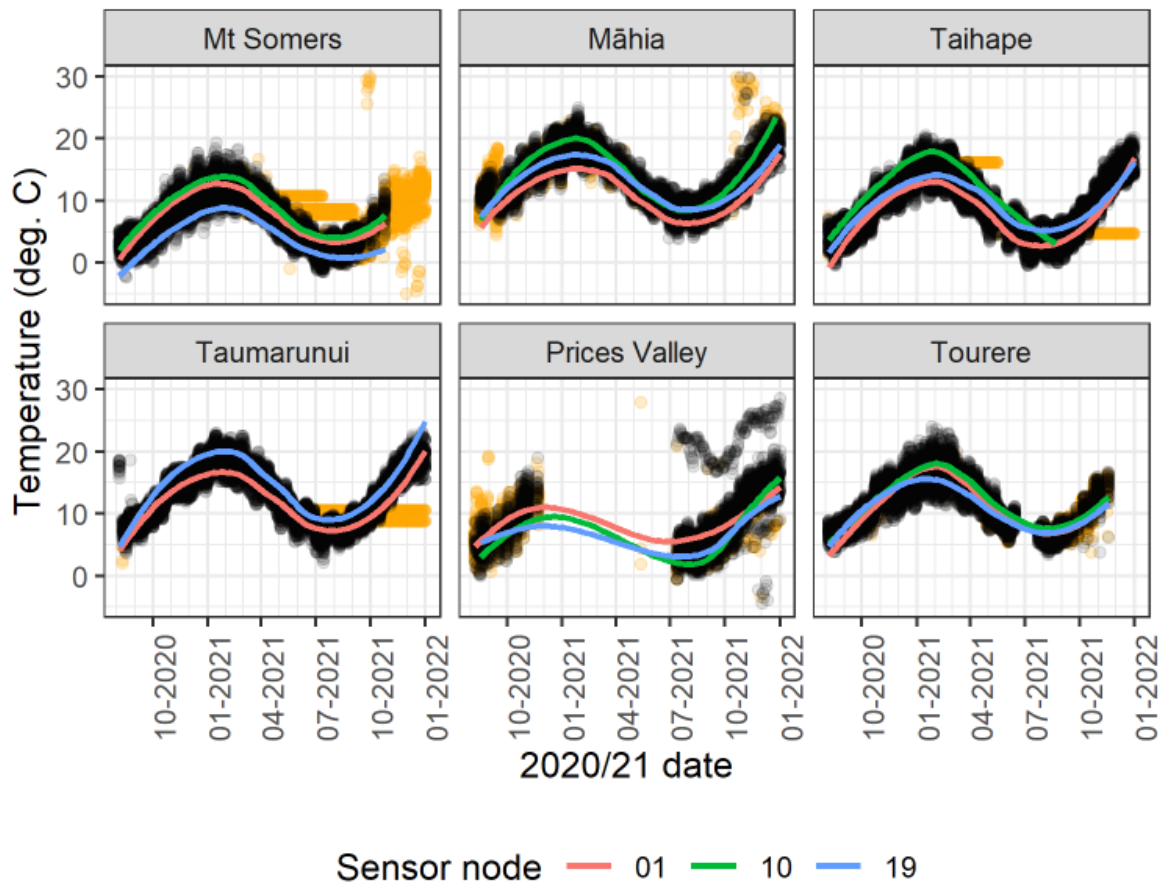 Mt Somers
Māhia
Taihape
30
20
10
0
Taumarunui
Prices Valley
Tourere
30
20
10
0
Temperature (deg. C)
10-2020
01-2021
04-2021
07-2021
10-2021
01-2022
10-2020
01-2021
04-2021
07-2021
10-2021
01-2022
10-2020
01-2021
04-2021
07-2021
10-2021
01-2022
2020/21 date
Sensor node 01 10 19